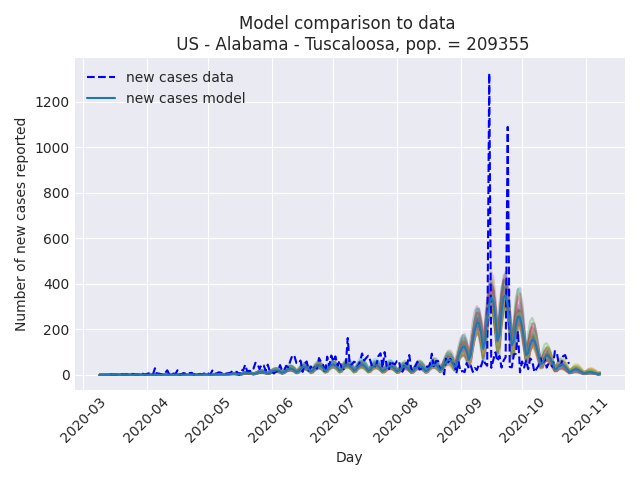 Model comparison to data
US - Alabama - Tuscaloosa, pop. = 209355
new cases data
new cases model
Number of new cases reported
1200
1000
800
600
400
200
0
2020-03
2020-04
2020-05
2020-06
2020-07
2020-08
2020-09
2020-10
2020-11
Day